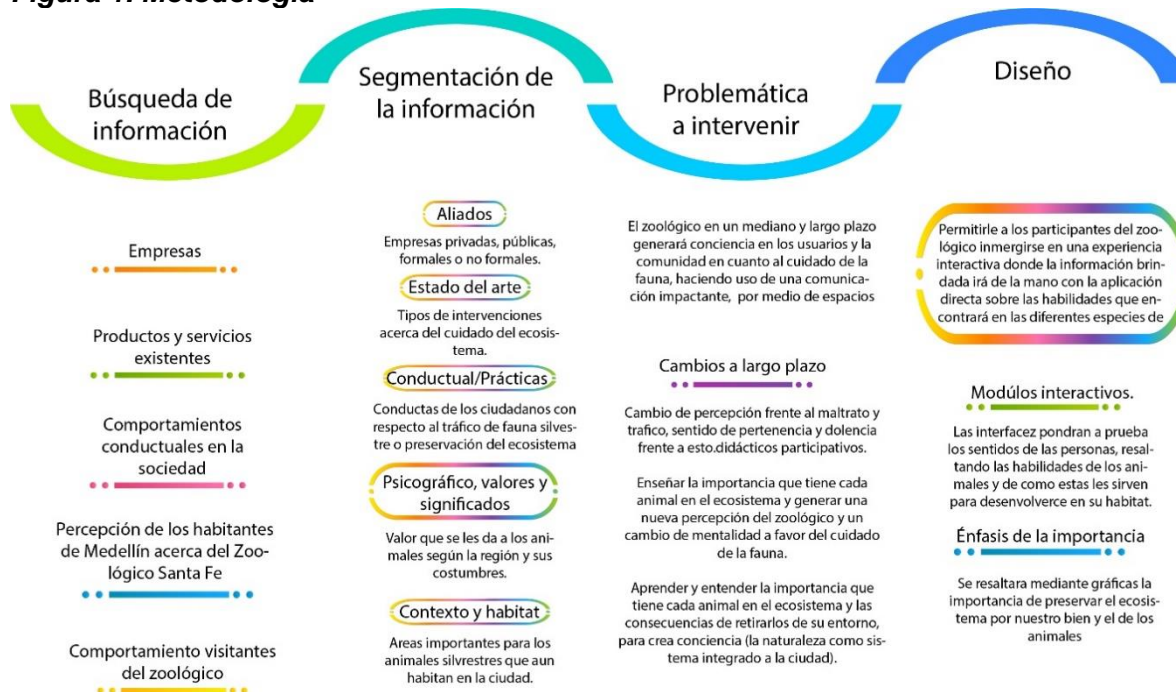 Figura 1. Metodología
Búsqueda de
información
Empresas
Productos y servicios
existentes
Comportamientos
conductuales en la
sociedad
Percepción de los habitantes
de Medellín acerca del Zoo-
lógico Santa Fe
Comportamiento visitantes
del zoológico
Segmentación de
la información
Aliados
Empresas privadas, públicas,
formales o no formales.
Estado del arte
Tipos de intervenciones
acerca del cuidado del ecosis-
tema.
Conductual/Prácticas
Conductas de los ciudadanos con
respecto al tráfico de fauna silves-
tre o preservación del ecosistema
Psicográfico, valores y
significados
Valor que se les da a los ani-
males según la región y sus
costumbres.
Contexto y habitat
Areas importantes para los
animales silvrestres que aun
habitan en la ciudad.
Problemática
a intervenir
El zoológico en un mediano y largo plazo
generará conciencia en los usuarios y la
comunidad en cuanto al cuidado de la
fauna, haciendo uso de una comunica-
ción impactante, por medio de espacios
Cambios a largo plazo
Cambio de percepción frente al maltrato y
trafico, sentido de pertenencia y dolencia
frente a esto.didácticos participativos.
Enseñar la importancia que tiene cada
animal en el ecosistema y generar una
nueva percepción del zoológico y un
cambio de mentalidad a favor del cuidado
de la fauna.
Aprender y entender la importancia que
tiene cada animal en el ecosistema y las
consecuencias de retirarlos de su entorno,
para crea conciencia (la naturaleza como sis-
tema integrado a la ciudad).
Diseño
Permitirle a los participantes del zoo-
lógico inmergirse en una experiencia
interactiva donde la información brin-
dada irá de la mano con la aplicación
directa sobre las habilidades que en-
contrará en las diferentes especies de
Modúlos interactivos.
Las interfacez pondran a prueba
los sentidos de las personas, resal-
tando las habilidades de los ani-
males y de como estas les sirven
para desenvolverce en su habitat.
Énfasis de la importancia
Se resaltara mediante gráficas la
importancia de preservar el ecosis-
tema por nuestro bien y el de los
animales